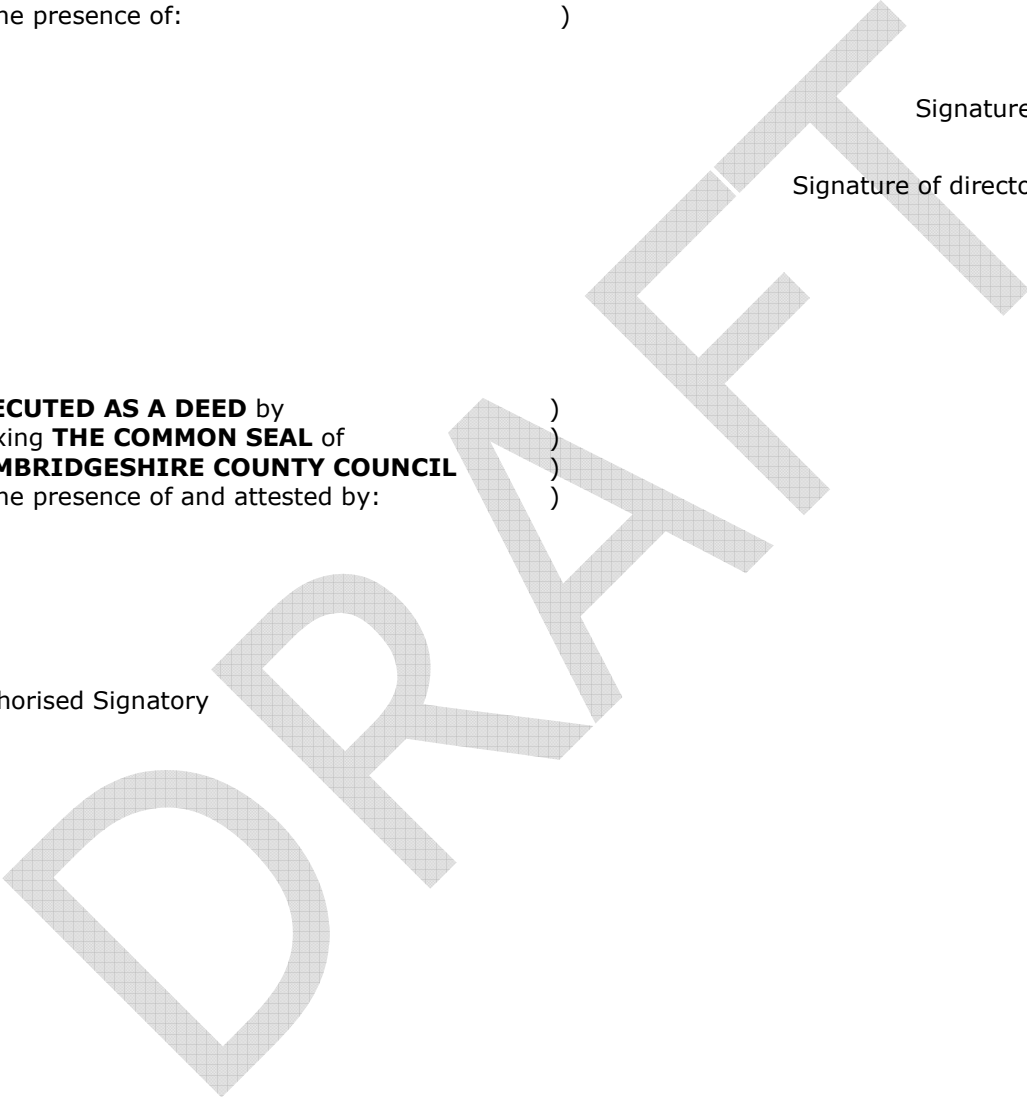 he presence of: )
Signature
Signature of directo
ECUTED AS A DEED by )
xing THE COMMON SEAL of )
MBRIDGESHIRE COUNTY COUNCIL )
he presence of and attested by: )
horised Signatory
DRAFT